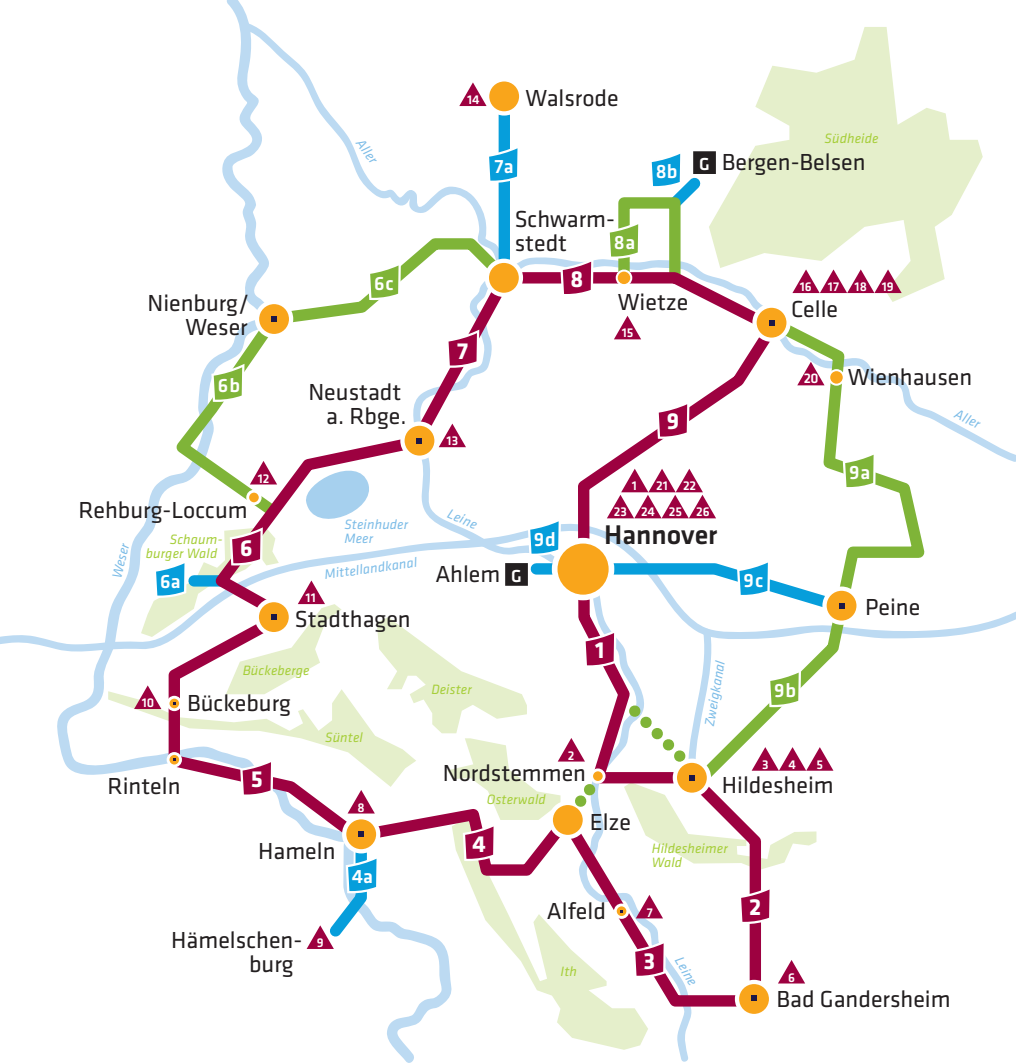 14 Walsrode
Aller
7a
Südheide
8b G Bergen-Belsen
Schwarm-
stedt
8a
6c
8
16 17 18 19
Nienburg/
Weser
Wietze
Celle
15
7
6b
20 Wienhausen
Neustadt
a. Rbge.
9
Aller
13
9a
12
1 21 22
Rehburg-Loccum
23 24 25 26
Steinhuder
Meer
Leine
Hannover
Schaum-
burger Wald
6
9d
Weser
Mittellandkanal
6a
Ahlem G
9c
11
Peine
Stadthagen
1
Bückeberge
Zweigkanal
9b
Deister
10 Bückeburg
Süntel
2
3 4 5
Nordstemmen
Rinteln
5
Hildesheim
Osterwald
8
Elze
Hameln
4
Hildesheimer
Wald
4a
2
Alfeld 7
Hämelschen-
burg
9
3
Ith
Leine
6
Bad Gandersheim